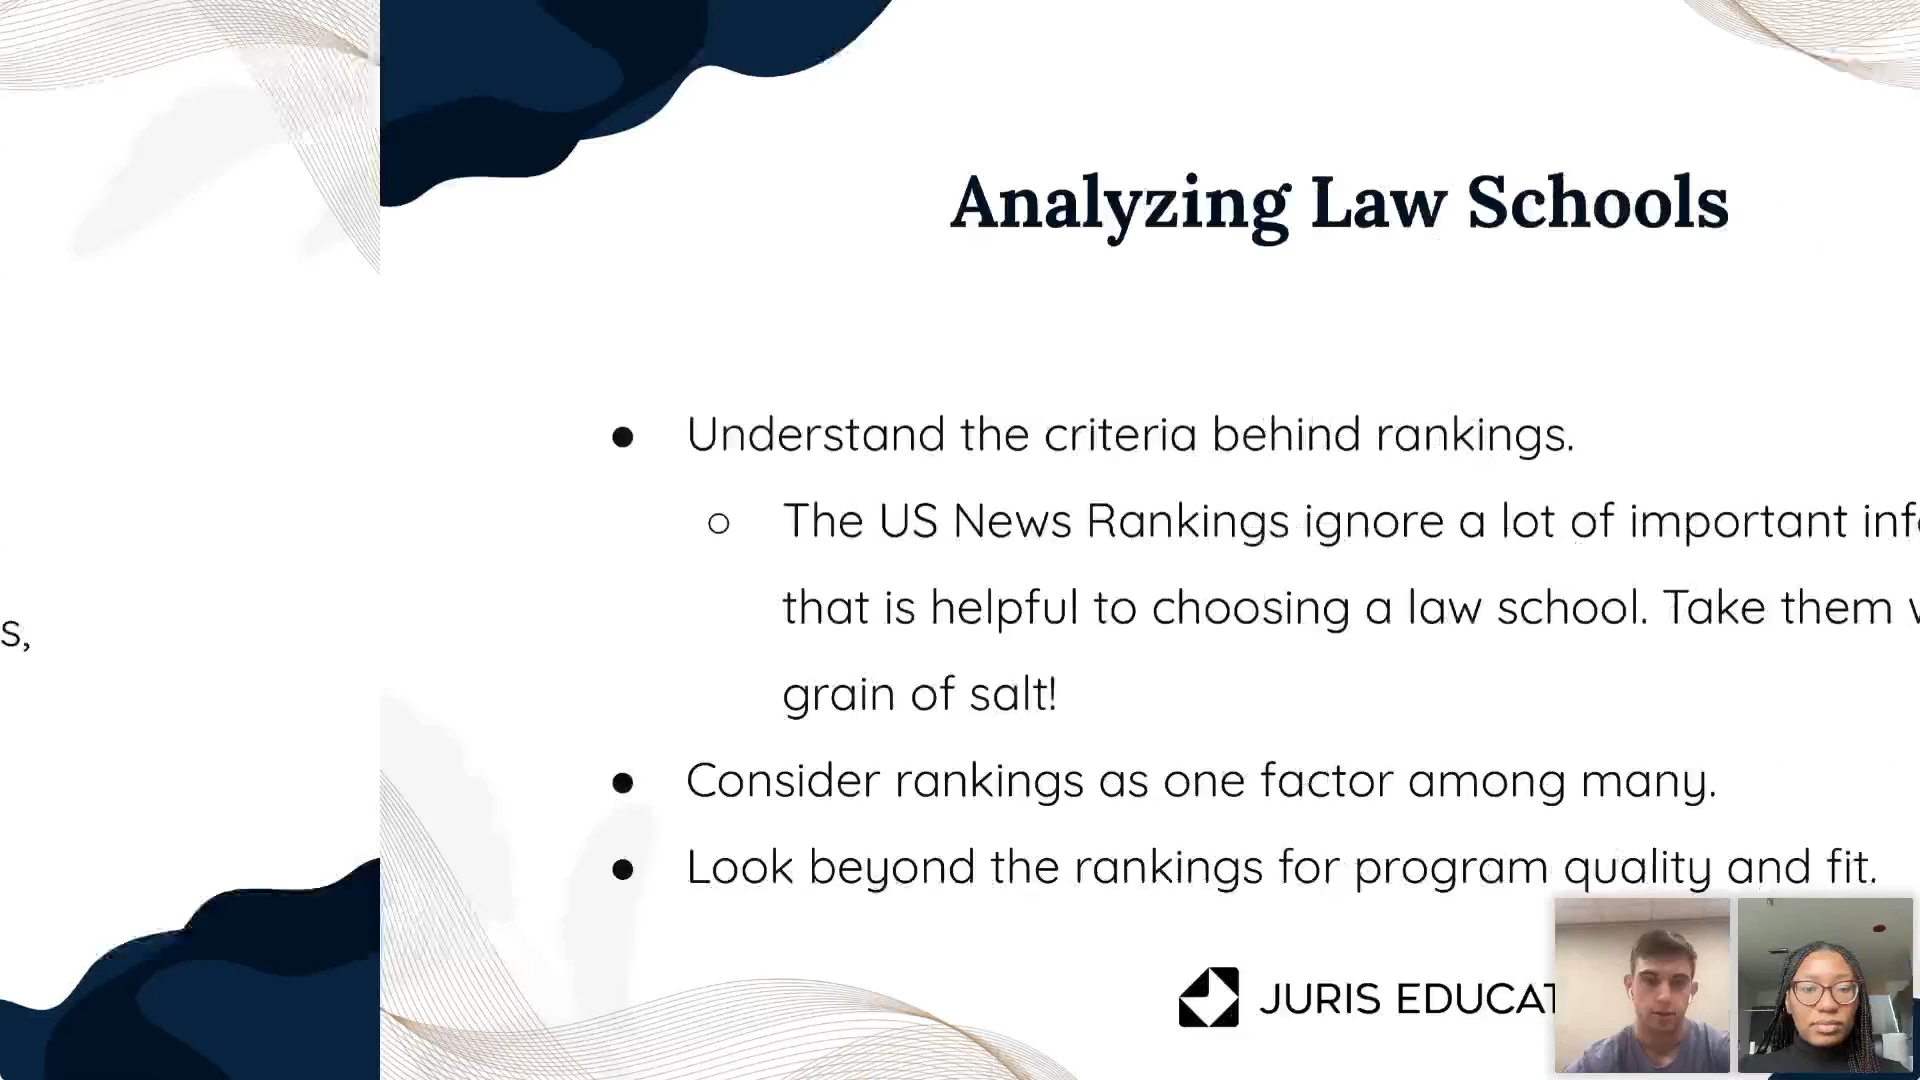 Analyzing Law Schools
● Understand the criteria behind rankings.
○ The US News Rankings ignore a lot of important
that is helpful to choosing a law school. Take them
grain of salt!
● Consider rankings as one factor among many.
● Look beyond the rankings for program quality and fit.
s,
JURIS EDUCAT